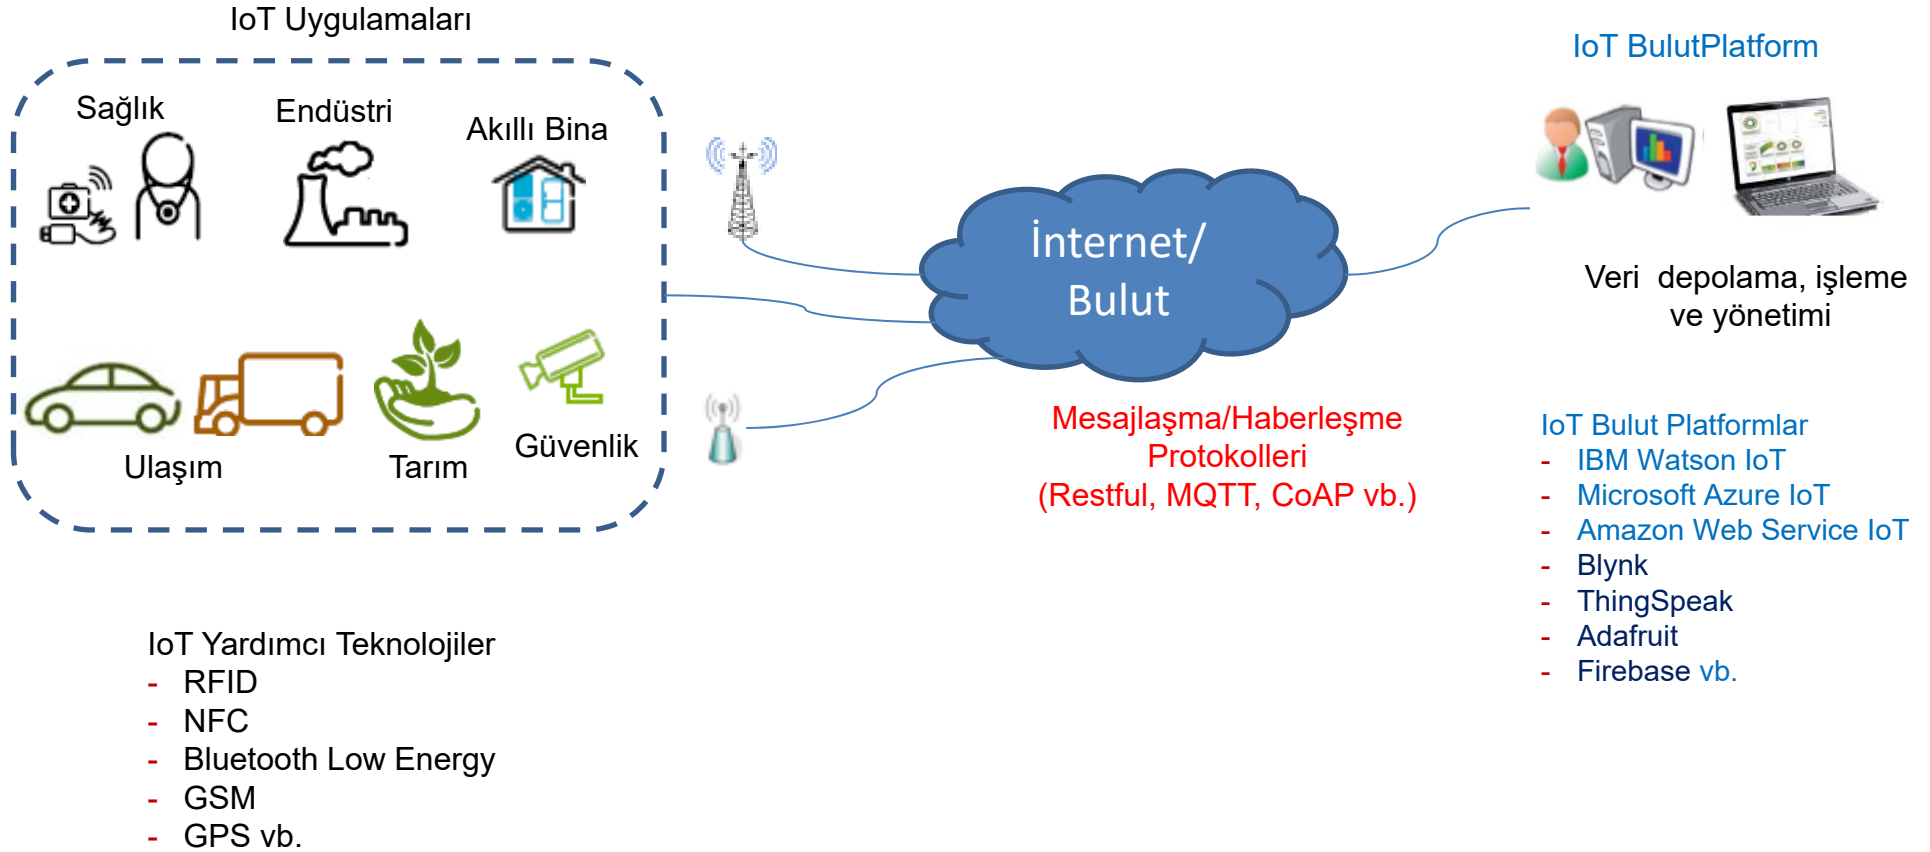 IoT Uygulamaları
Sağlık
Endüstri
Akıllı Bina
Ulaşım
Tarım
Güvenlik
IoT Yardımcı Teknolojiler
- RFID
- NFC
- Bluetooth Low Energy
- GSM
- GPS vb.
İnternet/
Bulut
Mesajlaşma/Haberleşme
Protokolleri
(Restful, MQTT, CoAP vb.)
IoT BulutPlatform
Veri depolama, işleme
ve yönetimi
IoT Bulut Platformlar
- IBM Watson IoT
- Microsoft Azure IoT
- Amazon Web Service IoT
- Blynk
- ThingSpeak
- Adafruit
- Firebase vb.